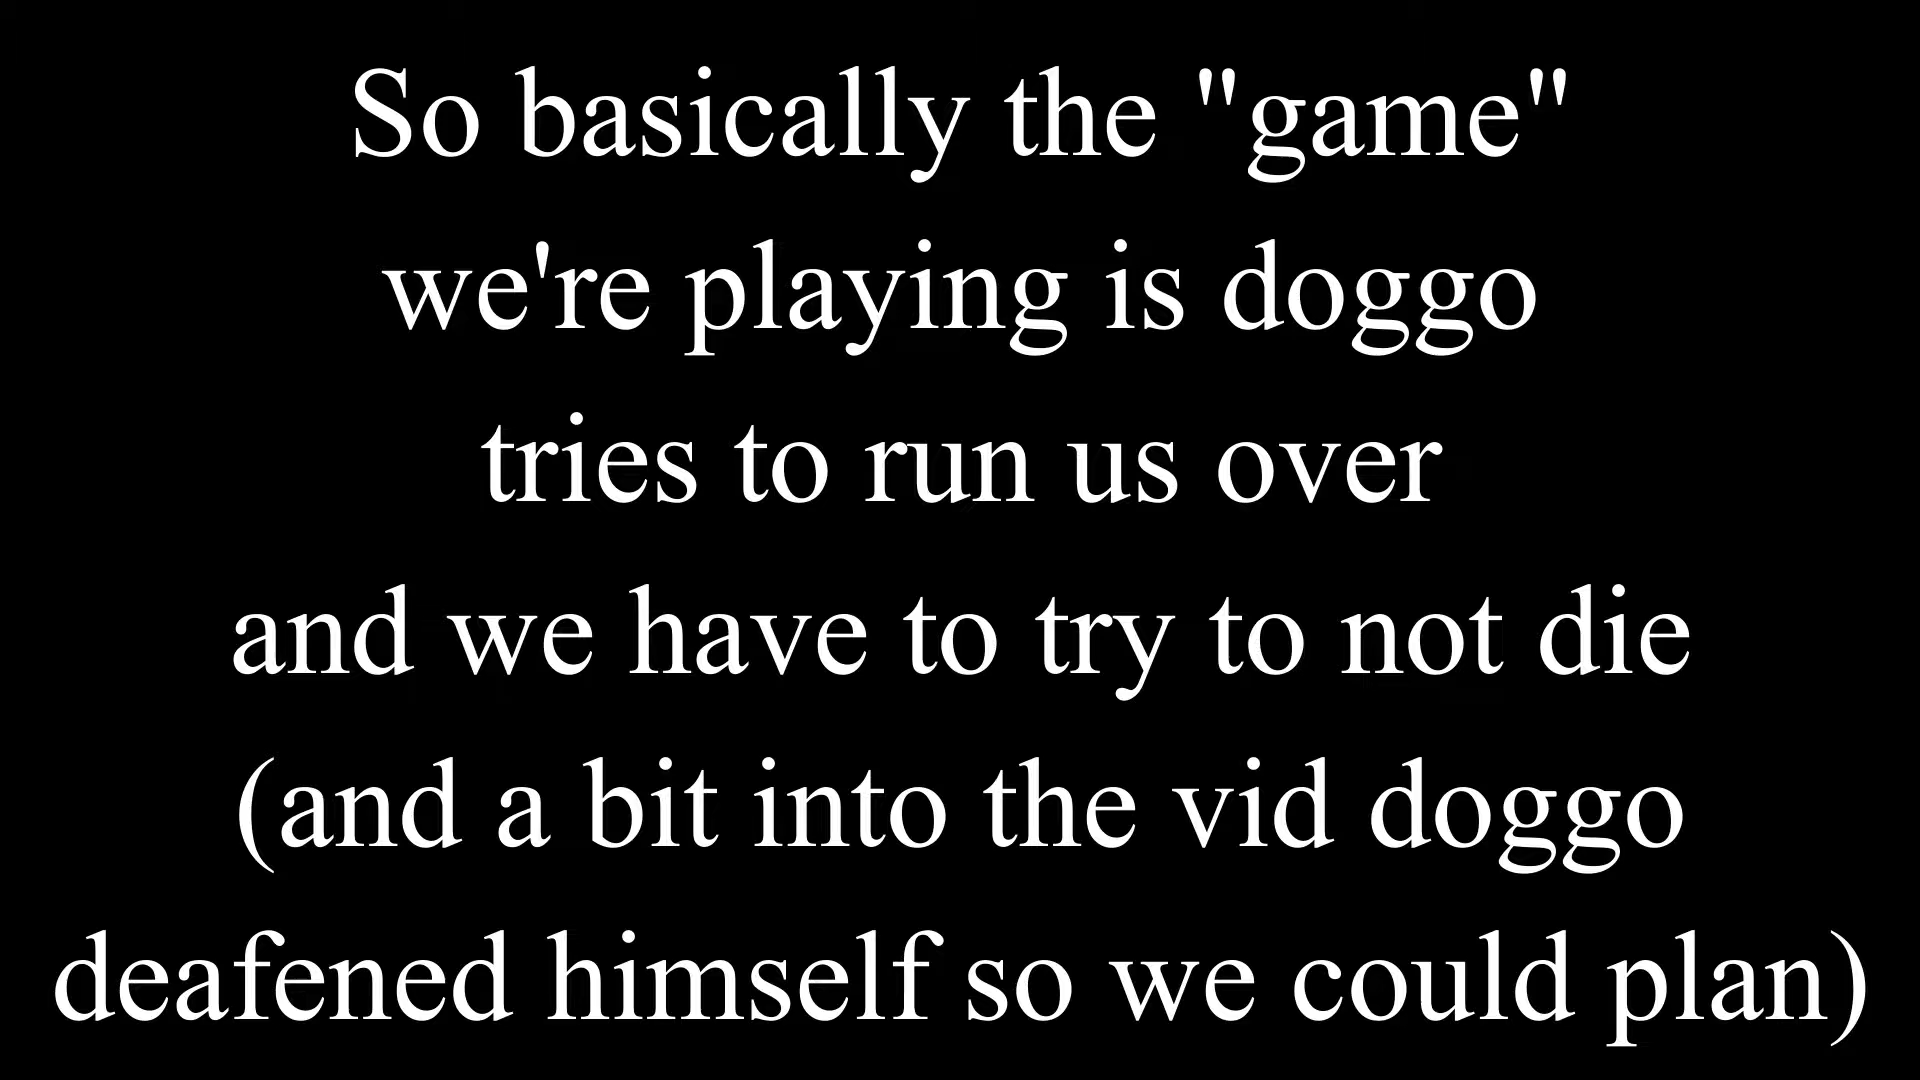 So basically the "game"
we're playing is doggo
tries to run us over
and we have to try to not die
(and a bit into the vid doggo
deafened himself so we could plan)